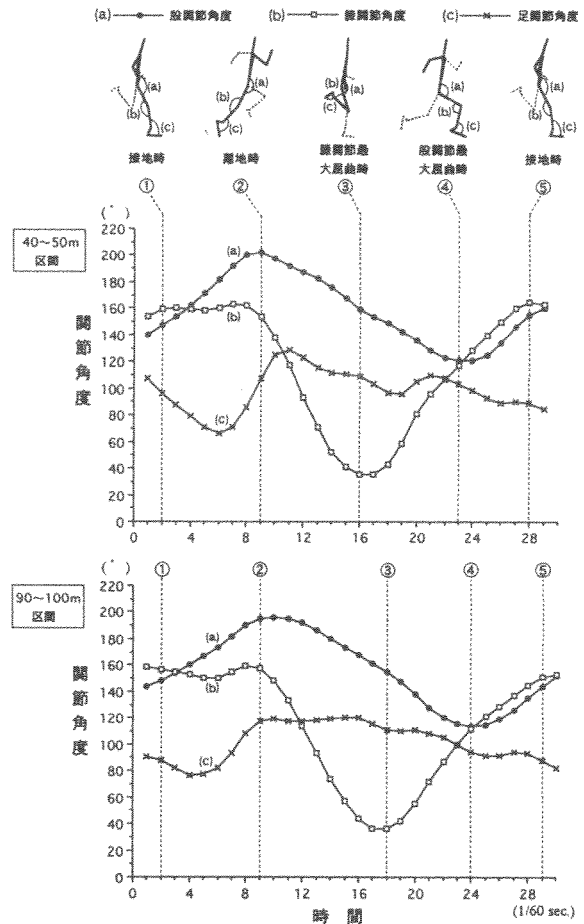 (a) 股関節角度 (b) 膝関節角度 (c) 足関節角度
(a) (b) (c)
(a) (b) (c)
(a) (b) (c)
(a) (b) (c)
(a) (b) (c)
接地時 離地時 膝関節最大屈曲時 股関節最大屈曲時 接地時
① ② ③ ④ ⑤
40～50m
区間
(°)
220
200
180
160
140
120
100
80
60
40
20
0
関節角度
(a)
(b)
(c)
0 4 8 12 16 20 24 28
① ② ③ ④ ⑤
90～100m
区間
(°)
220
200
180
160
140
120
100
80
60
40
20
0
関節角度
(a)
(b)
(c)
0 4 8 12 16 20 24 28
時間
(1/60 sec.)